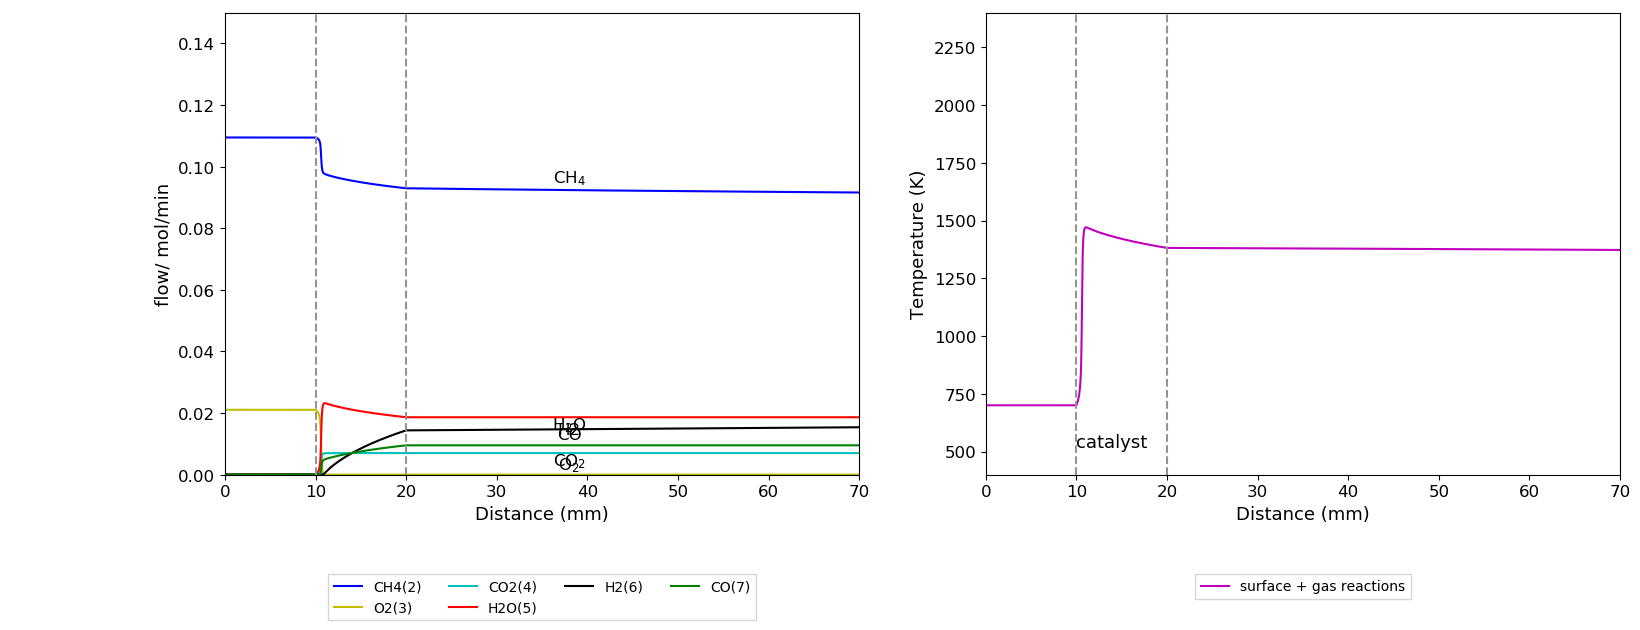 0.14
0.12
0.10
0.08
0.06
0.04
0.02
0.00
flow/ mol/min
CH₄
H₂O
CO
CO₂
O₂
0 10 20 30 40 50 60 70
Distance (mm)
CH4(2) CO2(4) H2(6) CO(7)
O2(3) H2O(5)
2250
2000
1750
1500
1250
1000
750
500
Temperature (K)
catalyst
0 10 20 30 40 50 60 70
Distance (mm)
surface + gas reactions